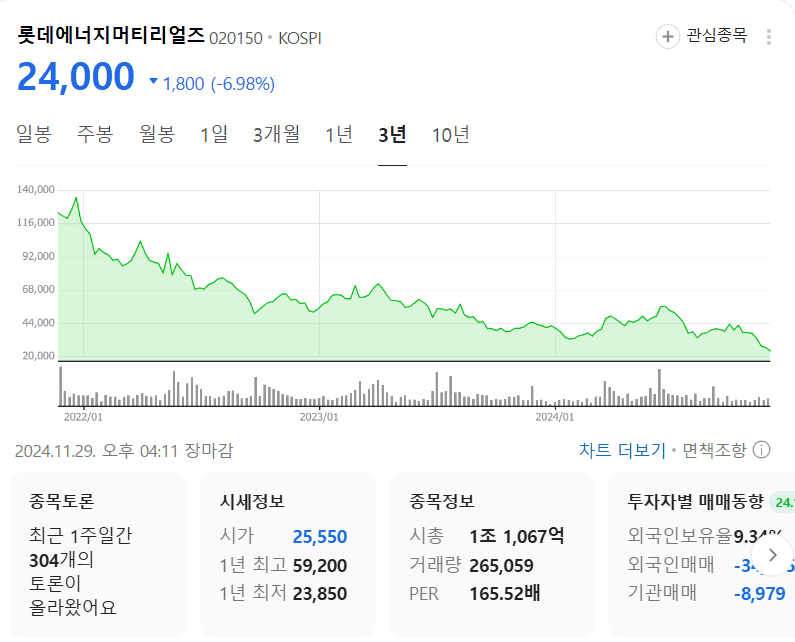 롯데에너지머티리얼즈 020150 • KOSPI
관심종목
24,000 ▼ 1,800 (-6.98%)
일봉 주봉 월봉 1일 3개월 1년 3년 10년
140,000
116,000
92,000
68,000
44,000
20,000
2022/01 2023/01 2024/01
2024.11.29. 오후 04:11 장마감
차트 더보기 • 면책조항
종목토론
최근 1주일간
304개의
토론이
올라왔어요
시세정보
시가 25,550
1년 최고 59,200
1년 최저 23,850
종목정보
시총 1조 1,067억
거래량 265,059
PER 165.52배
투자자별 매매동향 24.
외국인보유율 9.34%
외국인매매
기관매매 -8,979